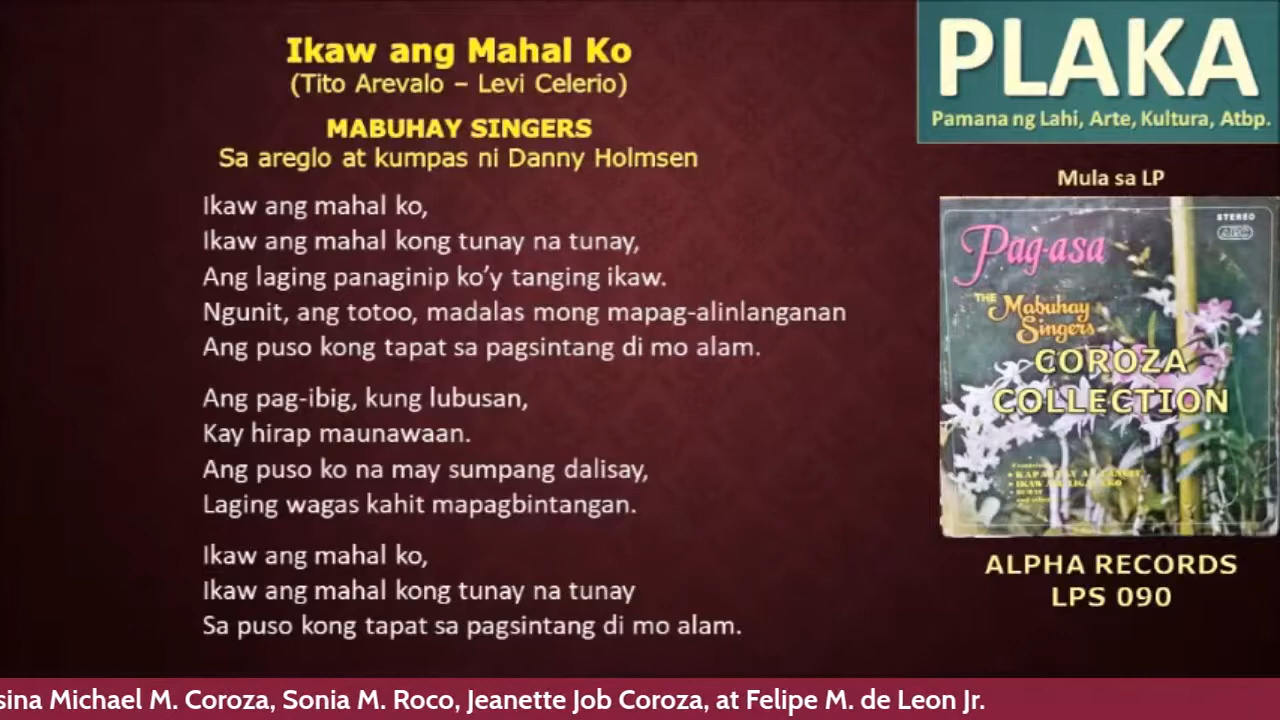 Ikaw ang Mahal Ko
(Tito Arevalo – Levi Celerio)
MABUHAY SINGERS
Sa areglo at kumpas ni Danny Holmsen
Ikaw ang mahal ko,
Ikaw ang mahal kong tunay na tunay,
Ang laging panaginip ko’y tanging ikaw.
Ngunit, ang totoo, madalas mong mapag-alinlanganan
Ang puso kong tapat sa pagsintang di mo alam.
Ang pag-ibig, kung lubusan,
Kay hirap maunawaan.
Ang puso ko na may sumpang dalisay,
Laging wagas kahit mapagbintangan.
Ikaw ang mahal ko,
Ikaw ang mahal kong tunay na tunay
Sa puso kong tapat sa pagsintang di mo alam.
PLAKA
Pamana ng Lahi, Arte, Kultura, Atbp.
Mula sa LP
STEREO
Pag-asa
THE Mabuhay
Singers
COROZA
COLLECTION
ALPHA RECORDS
LPS 090
sina Michael M. Coroza, Sonia M. Roco, Jeanette Job Coroza, at Felipe M. de Leon Jr.